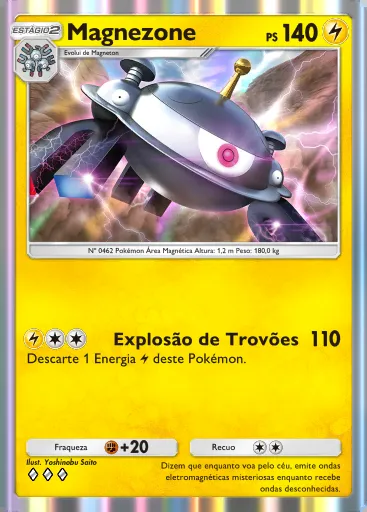 ESTÁGIO 2
Magnezone
PS 140
Evolui de Magneton
Nº 0462 Pokémon Área Magnética Altura: 1,2 m Peso: 180,0 kg
Explosão de Trovões 110
Descarte 1 Energia deste Pokémon.
Fraqueza +20 Recuo
Ilust. Yoshinobu Saito
Dizem que enquanto voa pelo céu, emite ondas
eletromagnéticas misteriosas enquanto recebe
ondas desconhecidas.